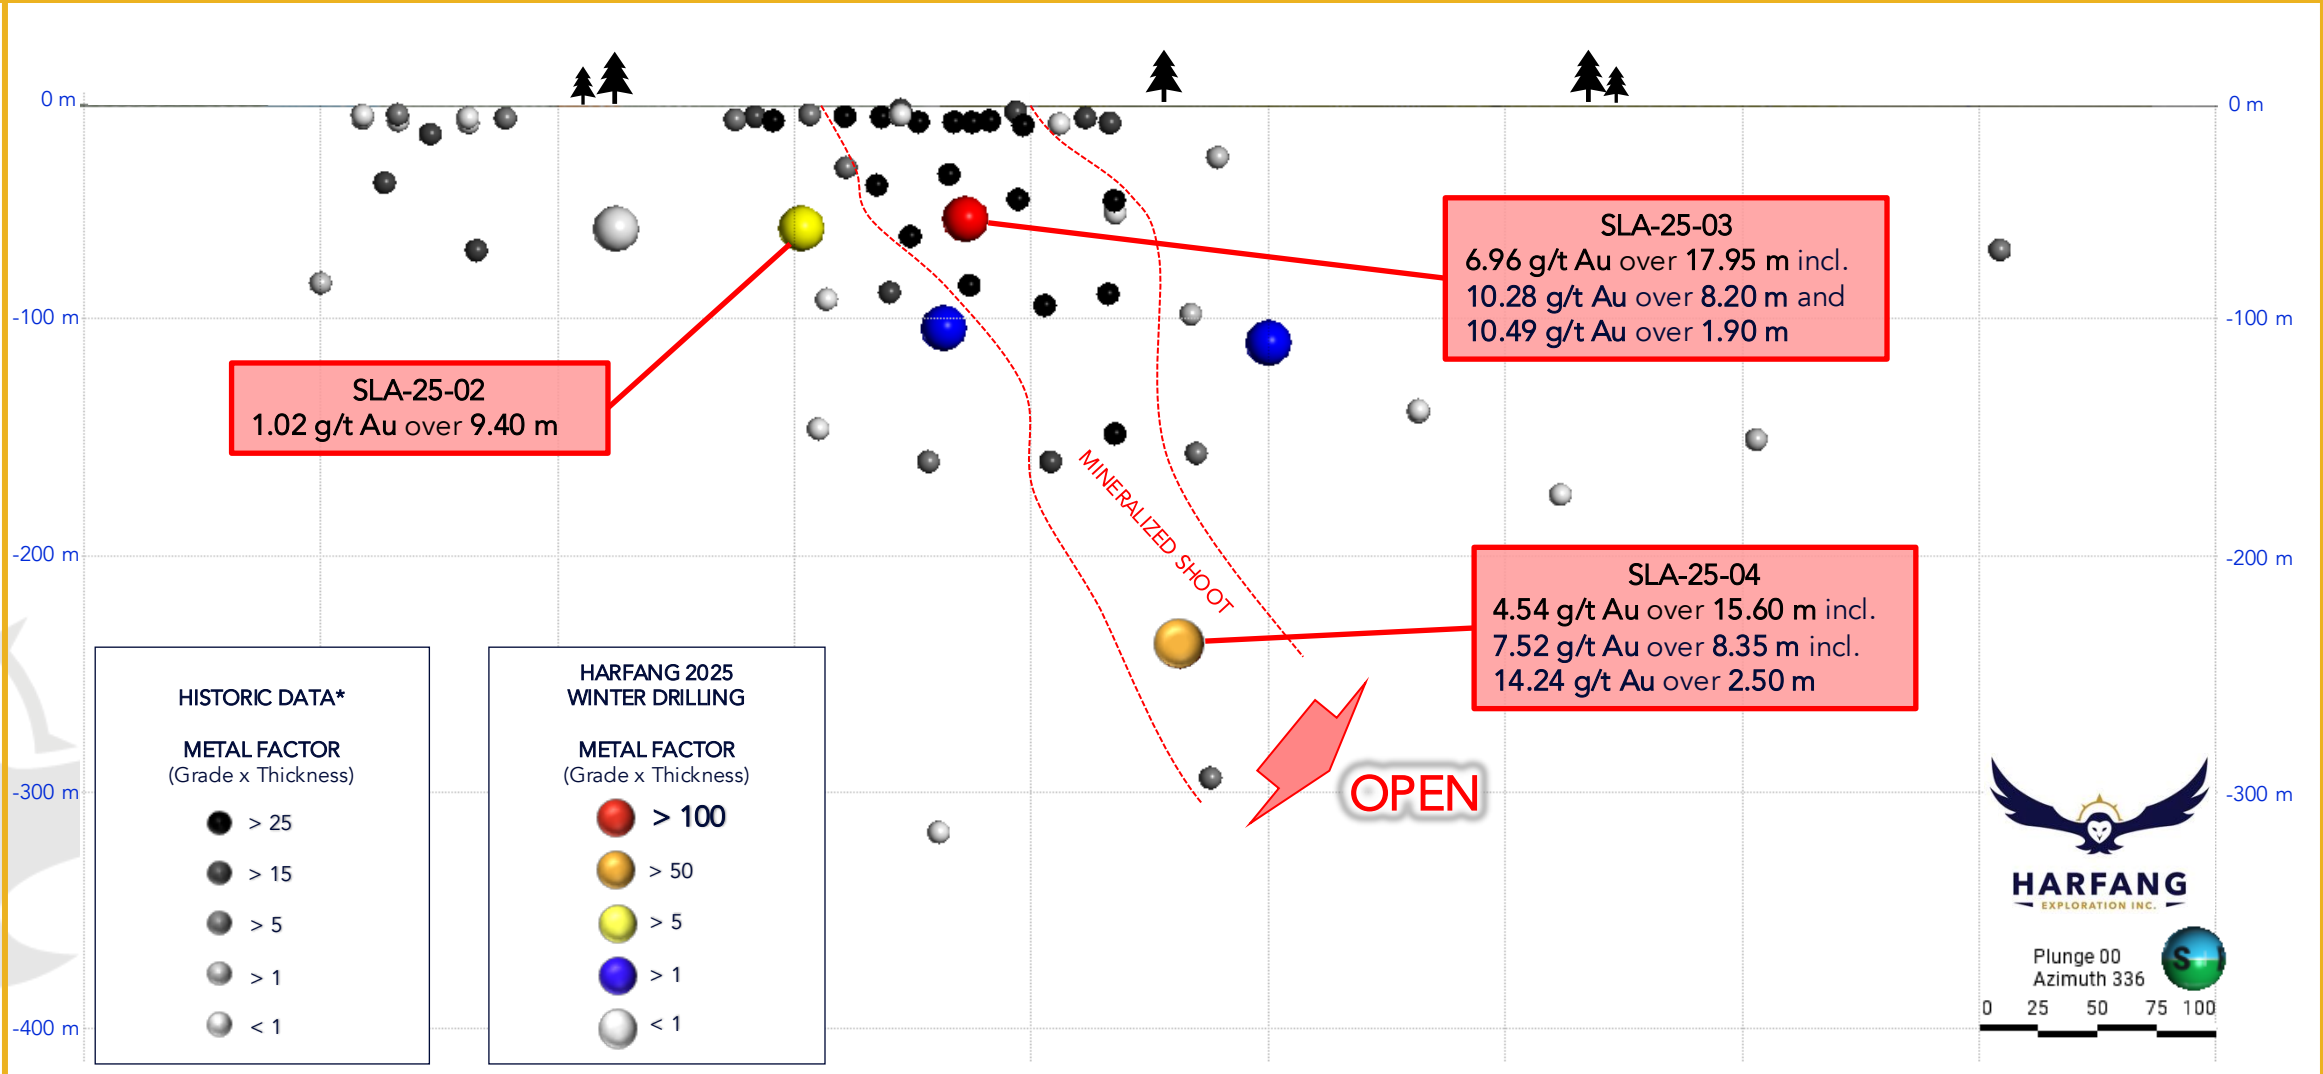 0 m
0 m
SLA-25-03
6.96 g/t Au over 17.95 m incl.
10.28 g/t Au over 8.20 m and
10.49 g/t Au over 1.90 m
-100 m
-100 m
SLA-25-02
1.02 g/t Au over 9.40 m
MINERALIZED SHOOT
-200 m
-200 m
SLA-25-04
4.54 g/t Au over 15.60 m incl.
7.52 g/t Au over 8.35 m incl.
14.24 g/t Au over 2.50 m
OPEN
-300 m
-300 m
-400 m
HISTORIC DATA*
METAL FACTOR
(Grade x Thickness)
> 25
> 15
> 5
> 1
< 1
HARFANG 2025
WINTER DRILLING
METAL FACTOR
(Grade x Thickness)
> 100
> 50
> 5
> 1
< 1
HARFANG
EXPLORATION INC.
Plunge 00
Azimuth 336
S
0 25 50 75 100